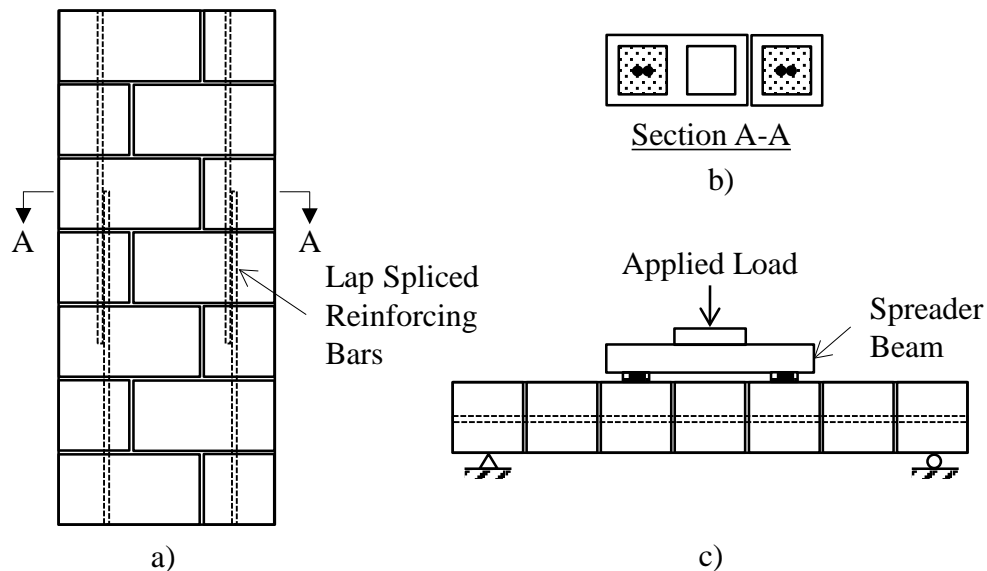 Section A-A
b)
A
A
Lap Spliced
Reinforcing
Bars
Applied Load
Spreader
Beam
a)
c)